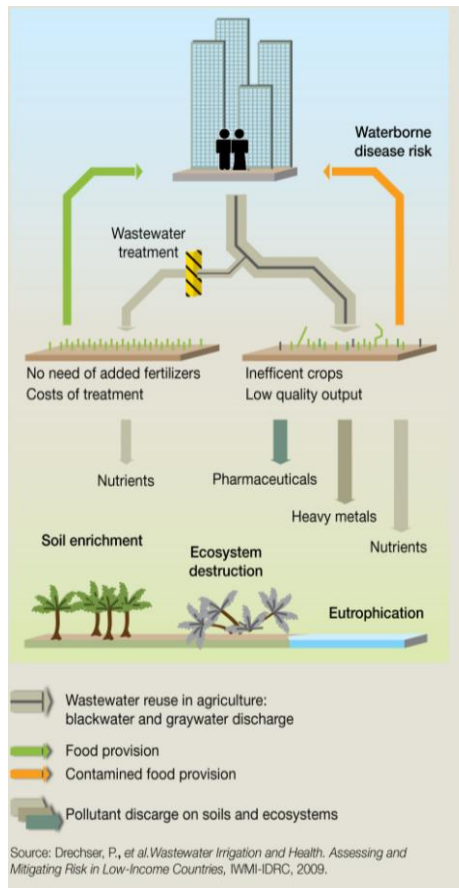 Waterborne
disease risk
Wastewater
treatment
No need of added fertilizers
Costs of treatment
Inefficent crops
Low quality output
Nutrients
Pharmaceuticals
Heavy metals
Nutrients
Soil enrichment
Ecosystem
destruction
Eutrophication
Wastewater reuse in agriculture:
blackwater and graywater discharge
Food provision
Contamined food provision
Pollutant discarge on soils and ecosystems
Source: Drechser, P., et al.Wastewater Irrigation and Health. Assessing and
Mitigating Risk in Low-Income Countries, IWMI-IDRC, 2009.